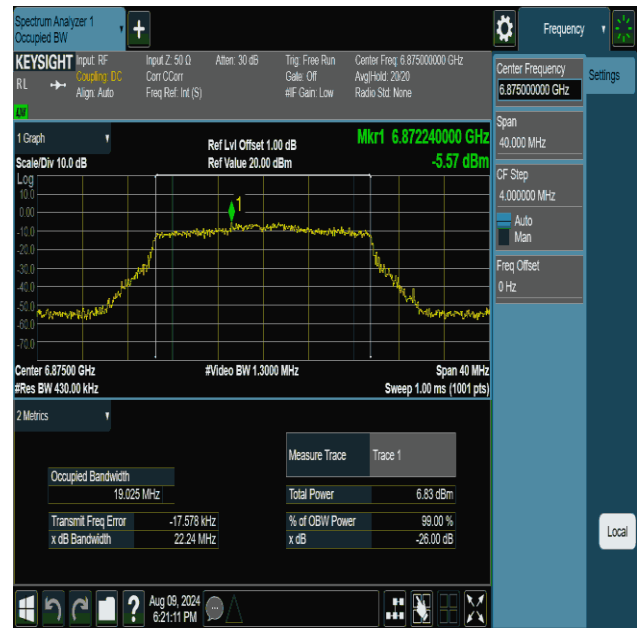 Spectrum Analyzer 1
Occupied BW
Frequency
KEYSIGHT Input: RF Input Z: 50 Ω Atten: 30 dB Trig: Free Run Center Freq: 6.875000000 GHz
RL Coupling: DC Corr CCorr Gate: Off Avg|Hold: 20/20
Align: Auto Freq Ref: Int (S) #IF Gain: Low Radio Std: None
Center Frequency
6.875000000 GHz
Settings
Span
40.000 MHz
CF Step
4.000000 MHz
Auto
Man
Freq Offset
0 Hz
Local
1 Graph Ref Lvl Offset 1.00 dB Mkr1 6.872240000 GHz
Scale/Div 10.0 dB Ref Value 20.00 dBm -5.57 dBm
Log
10.0
0.00
-10.0
-20.0
-30.0
-40.0
-50.0
-60.0
-70.0
1
Center 6.87500 GHz #Video BW 1.3000 MHz Span 40 MHz
#Res BW 430.00 kHz Sweep 1.00 ms (1001 pts)
2 Metrics
Measure Trace Trace 1
Occupied Bandwidth
19.025 MHz Total Power 6.83 dBm
Transmit Freq Error -17.578 kHz % of OBW Power 99.00 %
x dB Bandwidth 22.24 MHz x dB -26.00 dB
? Aug 09, 2024
6:21:11 PM